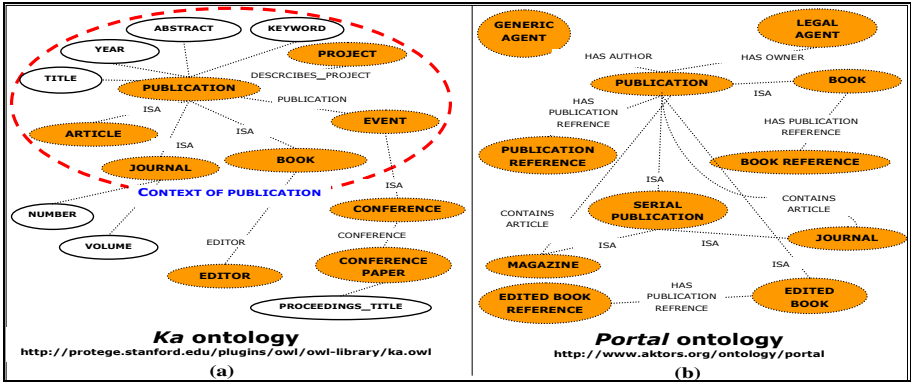 ABSTRACT
KEYWORD
YEAR
PROJECT
TITLE
DESCRCIBES_PROJECT
PUBLICATION
PUBLICATION
ISA
ISA
EVENT
ARTICLE
ISA
JOURNAL
BOOK
CONTEXT OF PUBLICATION
ISA
NUMBER
CONFERENCE
VOLUME
EDITOR
CONFERENCE
EDITOR
CONFERENCE
PAPER
PROCEEDINGS_TITLE
Ka ontology
http://protege.stanford.edu/plugins/owl/owl-library/ka.owl
(a)
GENERIC
AGENT
LEGAL
AGENT
HAS AUTHOR
HAS OWNER
PUBLICATION
BOOK
ISA
HAS
PUBLICATION
REFRENCE
HAS PUBLICATION
REFERENCE
PUBLICATION
REFERENCE
BOOK REFERENCE
ISA
SERIAL
PUBLICATION
CONTAINS
ARTICLE
CONTAINS
ARTICLE
ISA
ISA
JOURNAL
MAGAZINE
ISA
EDITED BOOK
REFERENCE
HAS
PUBLICATION
REFRENCE
EDITED
BOOK
Portal ontology
http://www.aktors.org/ontology/portal
(b)